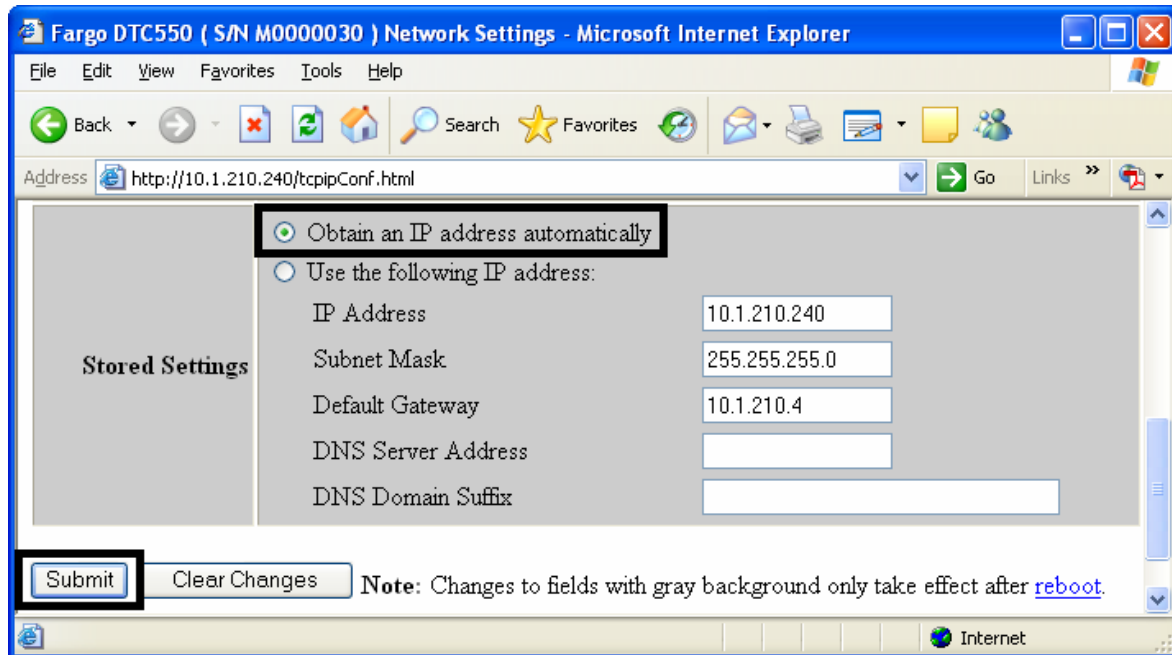 Fargo DTC550 ( S/N M0000030 ) Network Settings - Microsoft Internet Explorer
File Edit View Favorites Tools Help
Back Search Favorites
Address http://10.1.210.240/tcpipConf.html Go Links »
Obtain an IP address automatically
Use the following IP address:
IP Address 10.1.210.240
Stored Settings
Subnet Mask 255.255.255.0
Default Gateway 10.1.210.4
DNS Server Address
DNS Domain Suffix
Submit Clear Changes Note: Changes to fields with gray background only take effect after reboot.
Internet